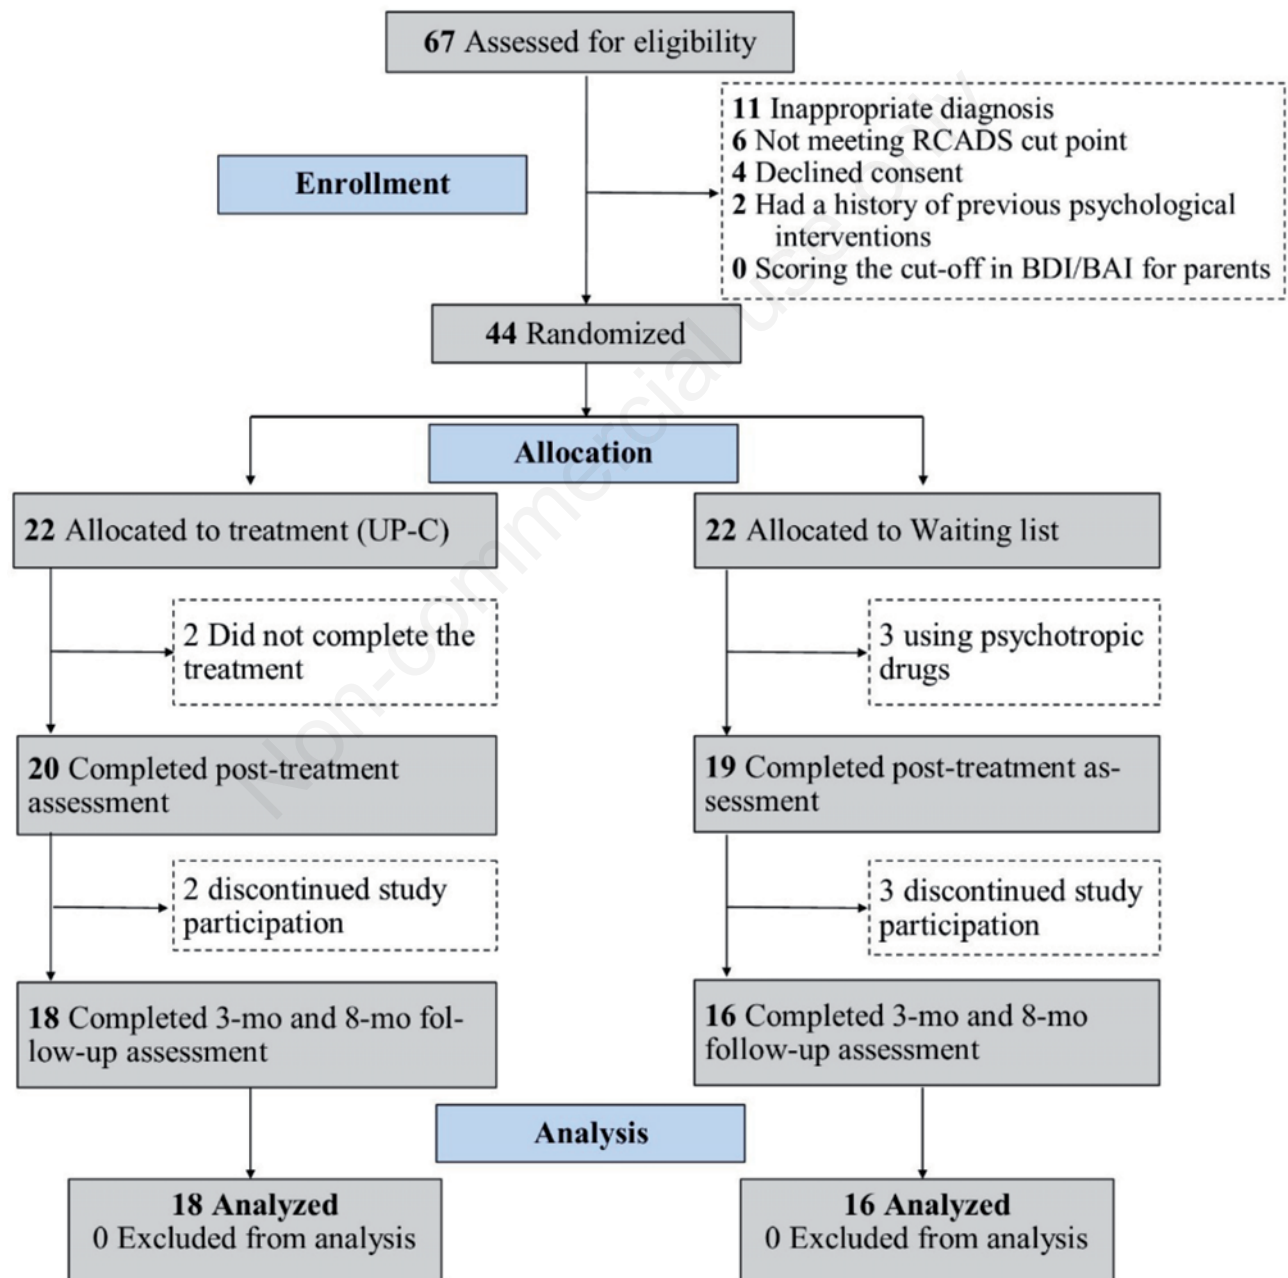 67 Assessed for eligibility
11 Inappropriate diagnosis
6 Not meeting RCADS cut point
4 Declined consent
2 Had a history of previous psychological
interventions
0 Scoring the cut-off in BDI/BAI for parents
Enrollment
44 Randomized
Allocation
22 Allocated to treatment (UP-C)
22 Allocated to Waiting list
2 Did not complete the
treatment
3 using psychotropic
drugs
20 Completed post-treatment
assessment
19 Completed post-treatment as-
sessment
2 discontinued study
participation
3 discontinued study
participation
18 Completed 3-mo and 8-mo fol-
low-up assessment
16 Completed 3-mo and 8-mo
follow-up assessment
Analysis
18 Analyzed
0 Excluded from analysis
16 Analyzed
0 Excluded from analysis
Non-commercial use only